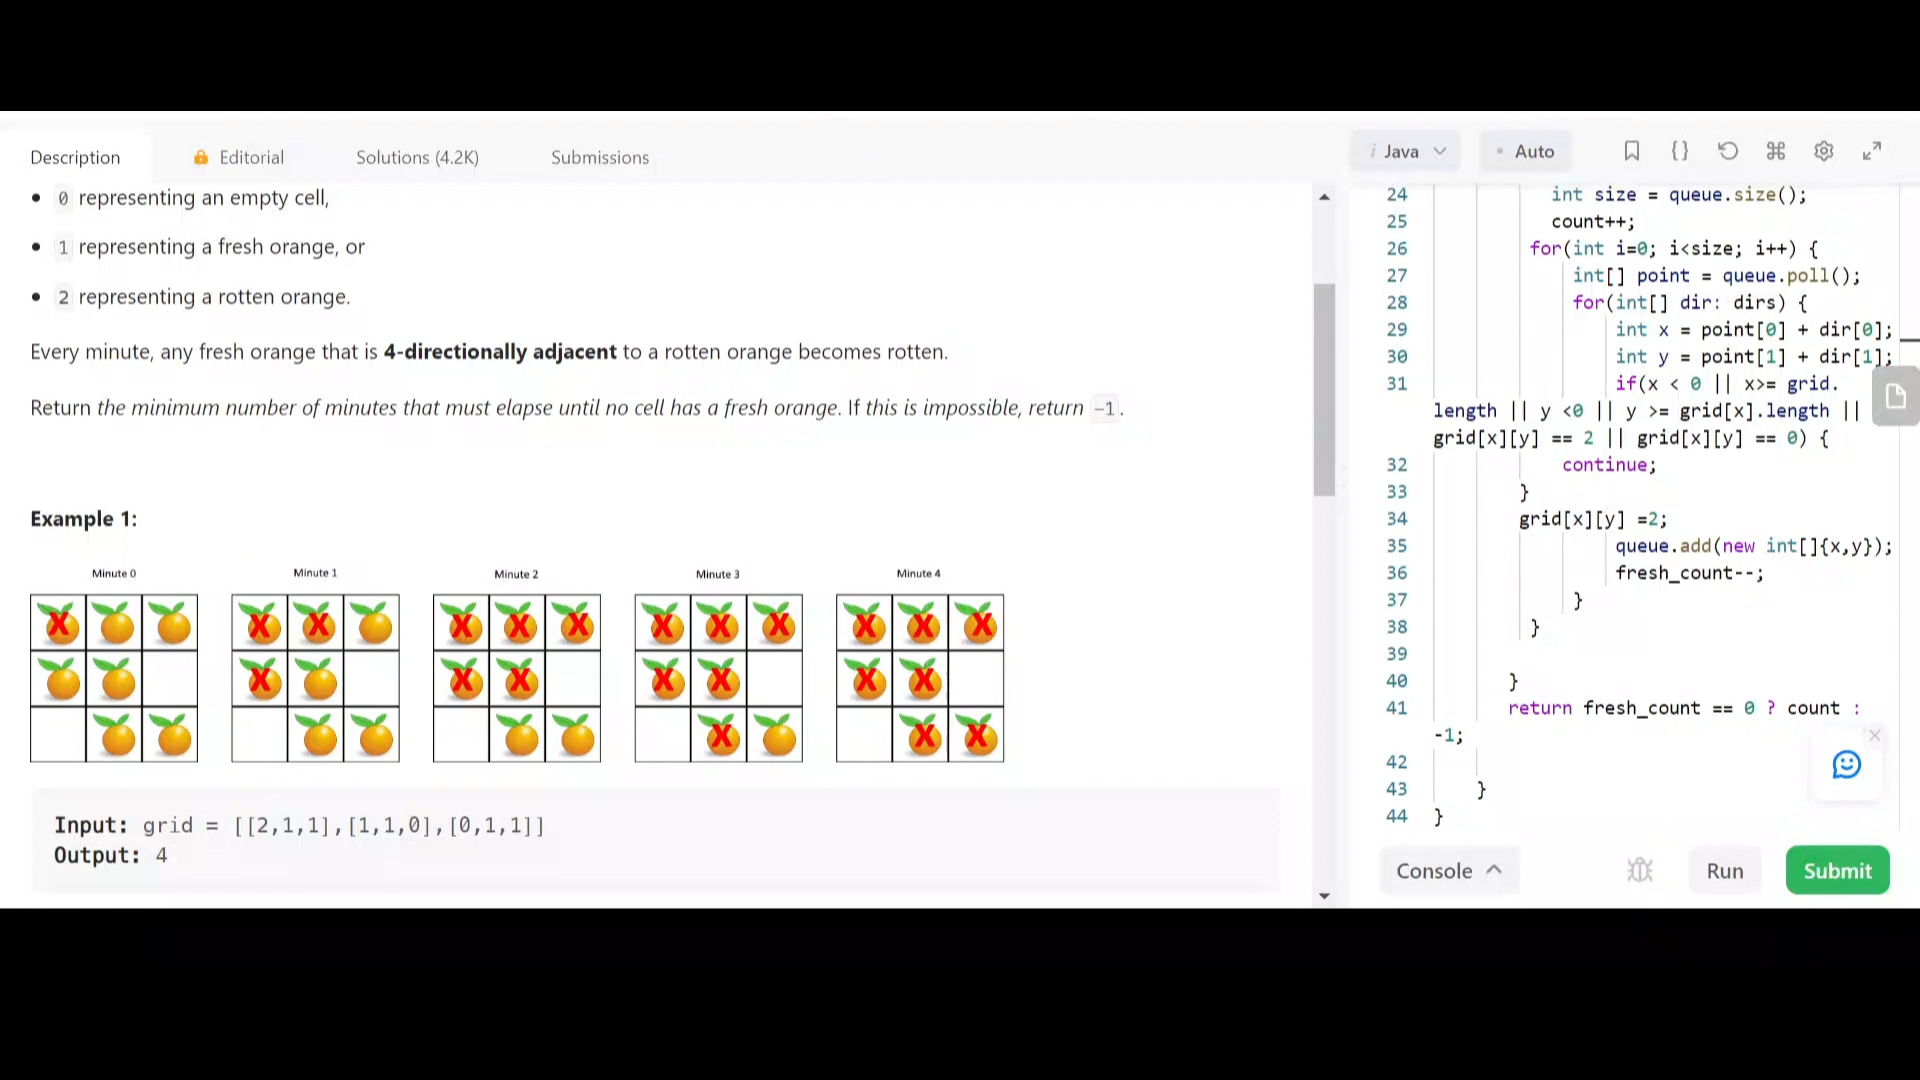 Description Editorial Solutions (4.2K) Submissions
0 representing an empty cell,
1 representing a fresh orange, or
2 representing a rotten orange.
Every minute, any fresh orange that is 4-directionally adjacent to a rotten orange becomes rotten.
Return the minimum number of minutes that must elapse until no cell has a fresh orange. If this is impossible, return -1.
Example 1:
Minute 0 Minute 1 Minute 2 Minute 3 Minute 4
Input: grid = [[2,1,1],[1,1,0],[0,1,1]]
Output: 4
i Java Auto
24 int size = queue.size();
25 count++;
26 for(int i=0; i<size; i++) {
27 int[] point = queue.poll();
28 for(int[] dir: dirs) {
29 int x = point[0] + dir[0];
30 int y = point[1] + dir[1];
31 if(x < 0 || x>= grid.
length || y <0 || y >= grid[x].length ||
grid[x][y] == 2 || grid[x][y] == 0) {
32 continue;
33 }
34 grid[x][y] =2;
35 queue.add(new int[]{x,y});
36 fresh_count--;
37 }
38 }
39
40 }
41 return fresh_count == 0 ? count :
-1;
42
43 }
44 }
Console Run Submit